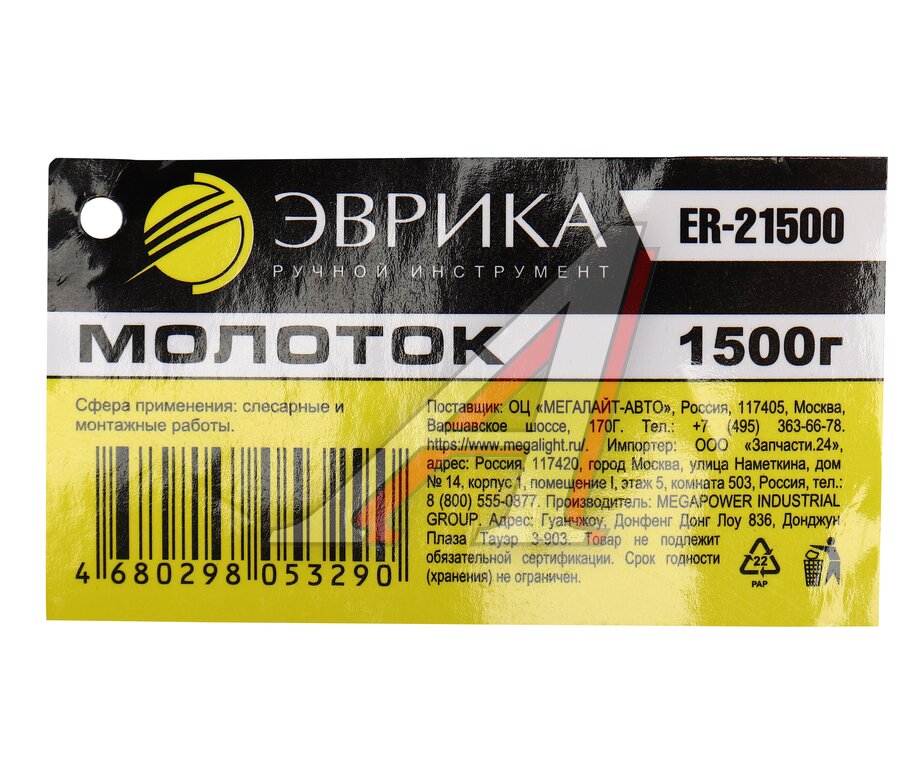 ЭВРИКА
РУЧНОЙ ИНСТРУМЕНТ
ER-21500
МОЛОТОК 1500г
Сфера применения: слесарные и
монтажные работы.
4 680298 053290
Поставщик: ОЦ «МЕГАЛАЙТ-АВТО», Россия, 117405, Москва,
Варшавское шоссе, 170Г. Тел.: +7 (495) 363-66-78.
https://www.megalight.ru/. Импортер: ООО «Запчасти.24»,
адрес: Россия, 117420, город Москва, улица Наметкина, дом
№ 14, корпус 1, помещение I, этаж 5, комната 503, Россия, тел.:
8 (800) 555-0877. Производитель: MEGAPOWER INDUSTRIAL
GROUP. Адрес: Гуанчжоу, Донфенг Донг Лоу 836, Донджун
Плаза Тауэр 3-903. Товар не подлежит
обязательной сертификации. Срок годности
(хранения) не ограничен.
22
PAP